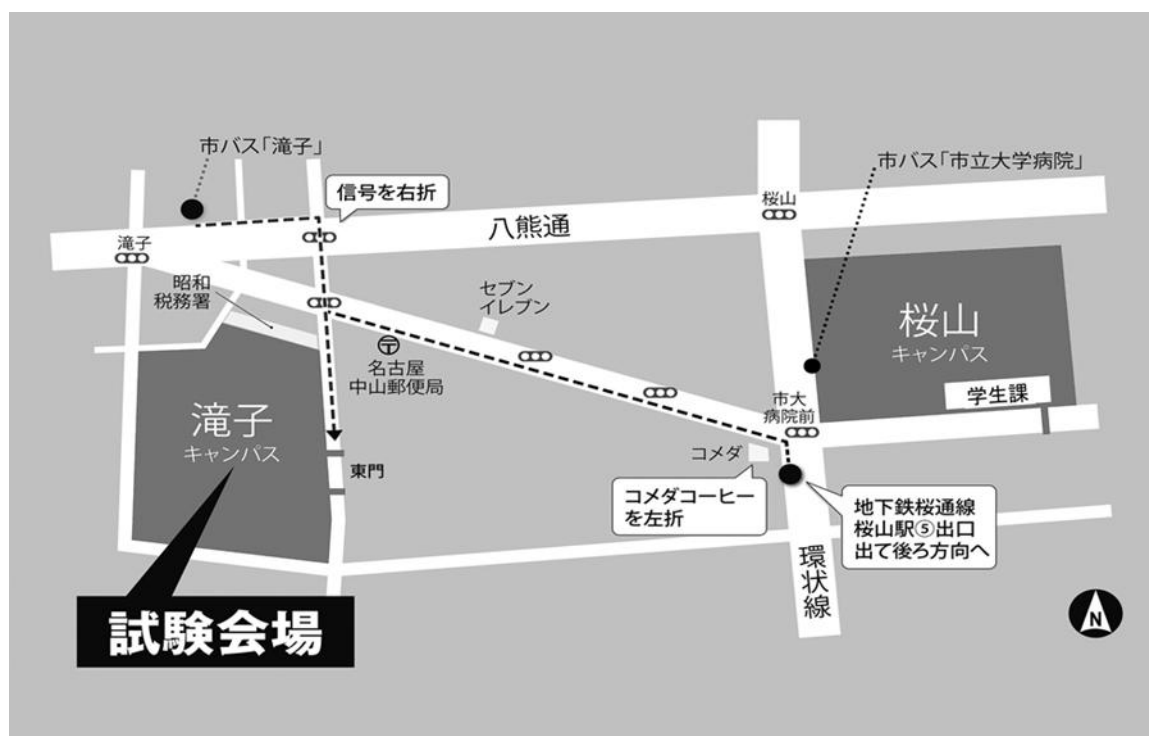 市バス「滝子」
信号を右折
市バス「市立大学病院」
桜山
八熊通
滝子
昭和
税務署
セブン
イレブン
桜山
キャンパス
〒
名古屋
中山郵便局
学生課
市大
病院前
滝子
キャンパス
コメダ
東門
コメダコーヒー
を左折
地下鉄桜通線
桜山駅⑤出口
出て後ろ方向へ
環状線
試験会場
N